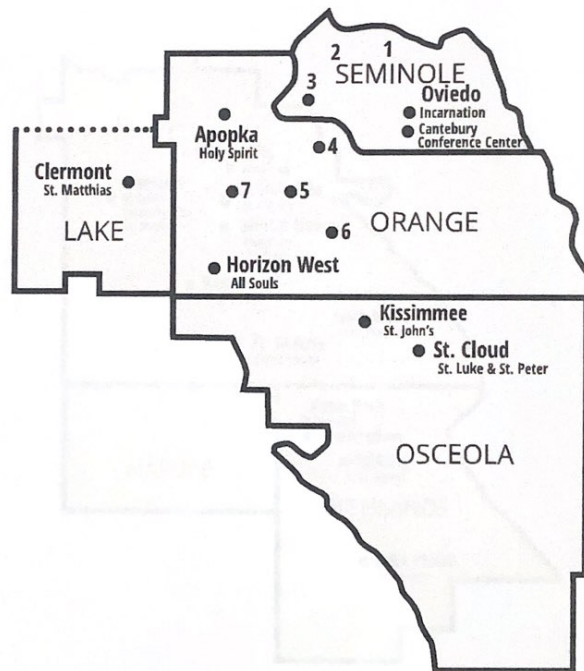 1
2
SEMINOLE
3
Oviedo
Incarnation
Cantebury
Conference Center
Apopka
Holy Spirit
4
Clermont
St. Matthias
7
5
LAKE
6
ORANGE
Horizon West
All Souls
Kissimmee
St. John's
St. Cloud
St. Luke & St. Peter
OSCEOLA